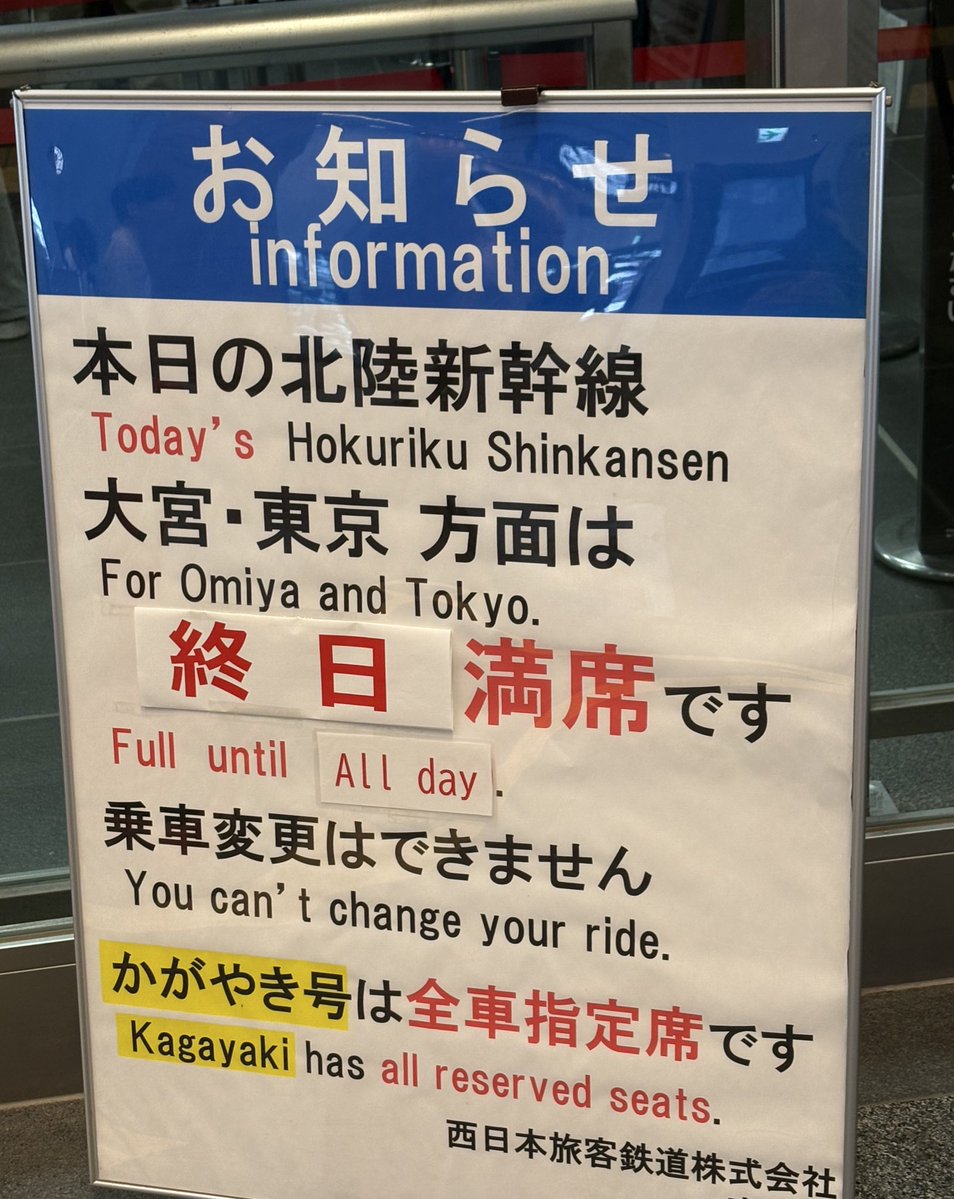 お知らせ
information
本日の北陸新幹線
Today's Hokuriku Shinkansen
大宮・東京 方面は
For Omiya and Tokyo.
終日 満席です
Full until All day.
乗車変更はできません
You can't change your ride.
かがやき号は全車指定席です
Kagayaki has all reserved seats.
西日本旅客鉄道株式会社